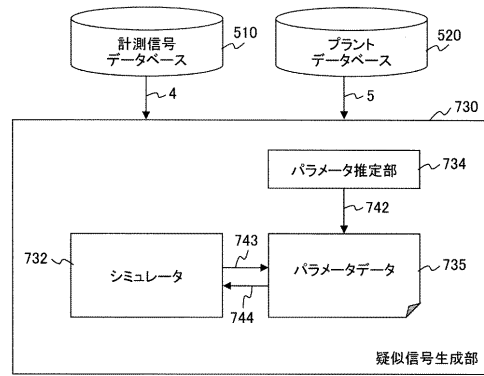 計測信号
データベース
510
プラント
データベース
520
4
5
730
パラメータ推定部
734
742
732
シミュレータ
743
744
パラメータデータ
735
疑似信号生成部